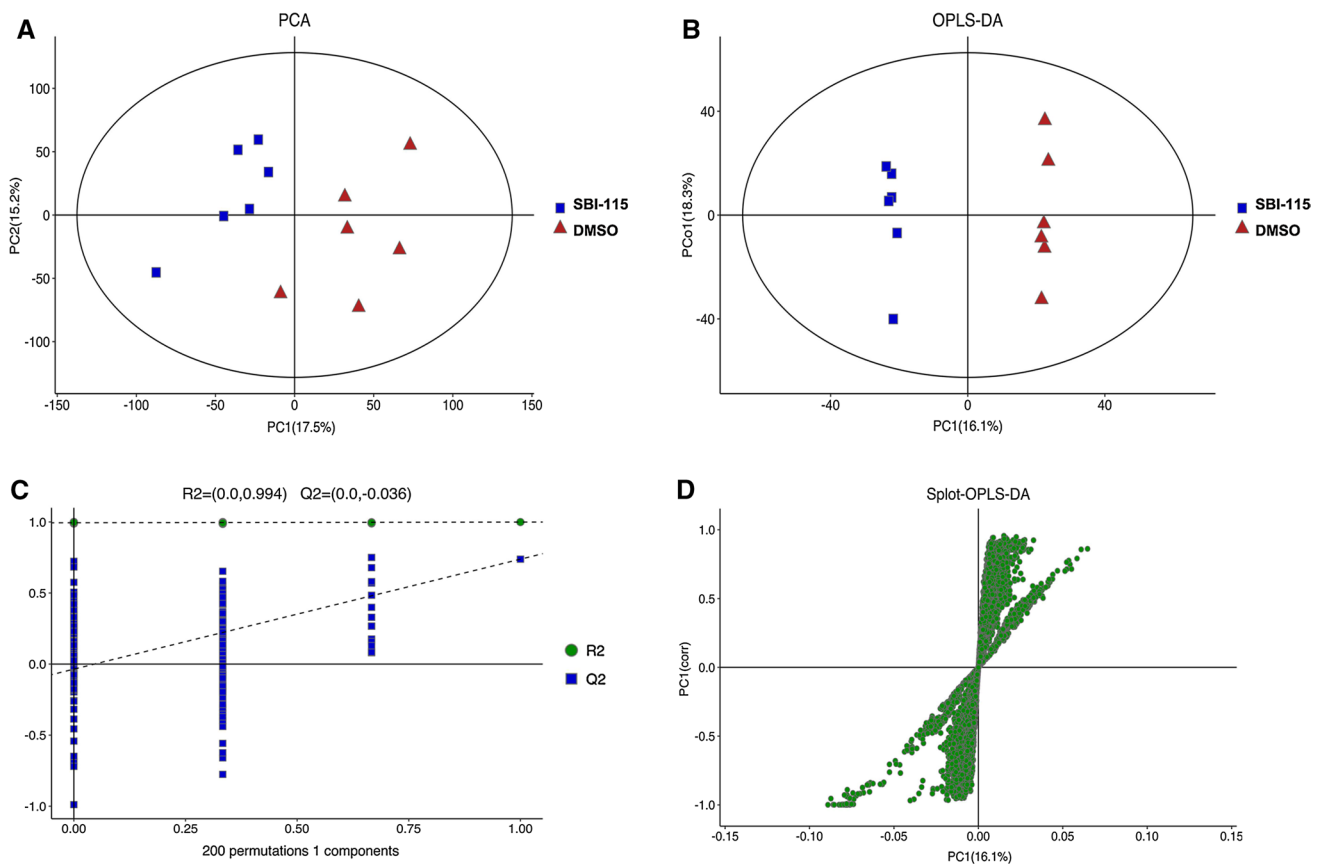 A
PCA
PC2(15.2%)
100
50
0
-50
-100
-150
-100
-50
0
50
100
150
PC1(17.5%)
SBI-115
DMSO
B
OPLS-DA
PCo1(18.3%)
40
0
-40
-40
0
40
PC1(16.1%)
SBI-115
DMSO
C
R2=(0.0,0.994) Q2=(0.0,-0.036)
1.0
0.5
0.0
-0.5
-1.0
0.00
0.25
0.50
0.75
1.00
200 permutations 1 components
R2
Q2
D
Splot-OPLS-DA
PC1(corr)
1.0
0.5
0.0
-0.5
-1.0
-0.15
-0.10
-0.05
0.00
0.05
0.10
0.15
PC1(16.1%)